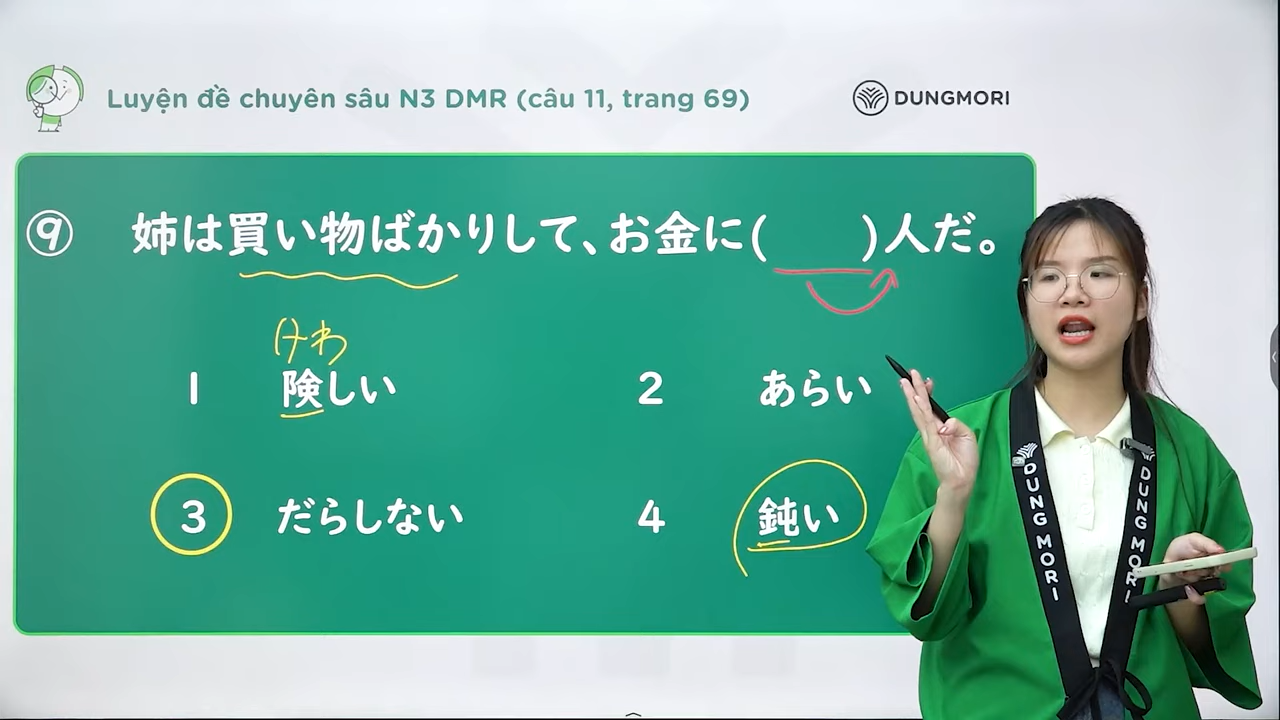 Luyện đề chuyên sâu N3 DMR (câu 11, trang 69)
DUNGMORI
⑨ 姉は買い物ばかりして、お金に( )人だ。
けわ
1 険しい
2 あらい
3 だらしない
4 鈍い
DUNG MORI
DUNG MORI